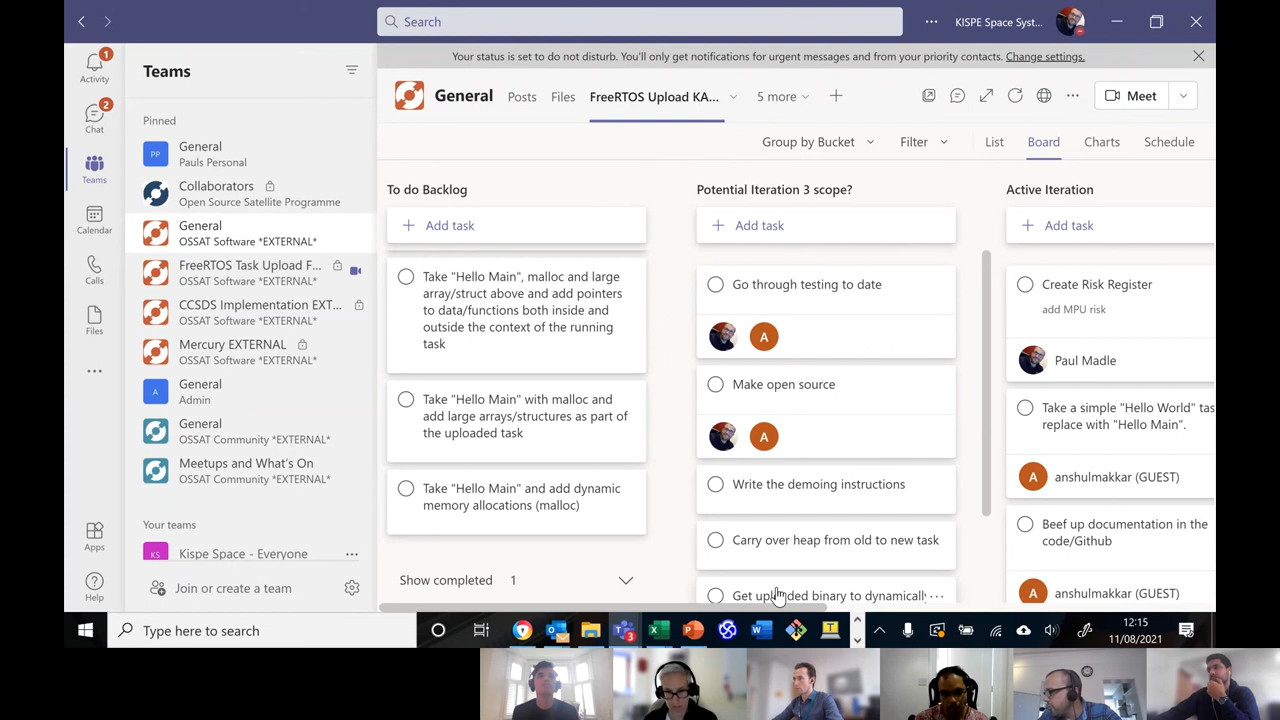 Search
KISPE Space Syst...
Your status is set to do not disturb. You'll only get notifications for urgent messages and from your priority contacts. Change settings.
1
Activity
2
Chat
Teams
Calendar
Calls
Files
Apps
Help
Teams
Pinned
PP
General
Pauls Personal
Collaborators
Open Source Satellite Programme
General
OSSAT Software *EXTERNAL*
FreeRTOS Task Upload F...
OSSAT Software *EXTERNAL*
CCSDS Implementation EXT...
OSSAT Software *EXTERNAL*
Mercury EXTERNAL
OSSAT Software *EXTERNAL*
A
General
Admin
General
OSSAT Community *EXTERNAL*
Meetups and What's On
OSSAT Community *EXTERNAL*
Your teams
KS
Kispe Space - Everyone
Join or create a team
General
Posts
Files
FreeRTOS Upload KA...
5 more
Meet
Group by Bucket
Filter
List
Board
Charts
Schedule
To do Backlog
Add task
Take "Hello Main", malloc and large
array/struct above and add pointers
to data/functions both inside and
outside the context of the running
task
Take "Hello Main" with malloc and
add large arrays/structures as part of
the uploaded task
Take "Hello Main" and add dynamic
memory allocations (malloc)
Show completed 1
Potential Iteration 3 scope?
Add task
Go through testing to date
A
Make open source
A
Write the demoing instructions
Carry over heap from old to new task
Get uploaded binary to dynamically
Active Iteration
Add task
Create Risk Register
add MPU risk
Paul Madle
Take a simple "Hello World" tas
replace with "Hello Main".
A
anshulmakkar (GUEST)
Beef up documentation in the
code/Github
A
anshulmakkar (GUEST)
Type here to search
3
12:15
11/08/2021